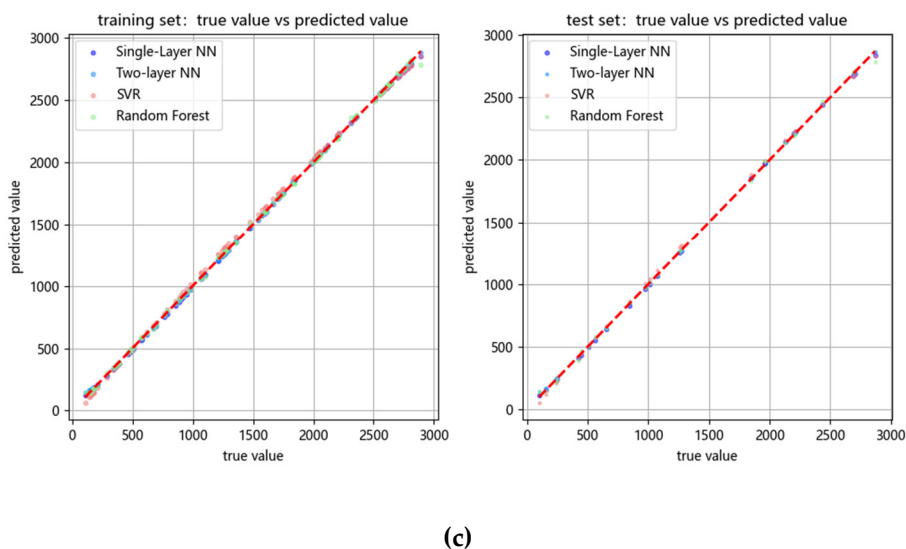 training set: true value vs predicted value
3000
2500
2000
1500
1000
500
0
predicted value
Single-Layer NN
Two-layer NN
SVR
Random Forest
0 500 1000 1500 2000 2500 3000
true value
test set: true value vs predicted value
3000
2500
2000
1500
1000
500
0
predicted value
Single-Layer NN
Two-layer NN
SVR
Random Forest
0 500 1000 1500 2000 2500 3000
true value
(c)